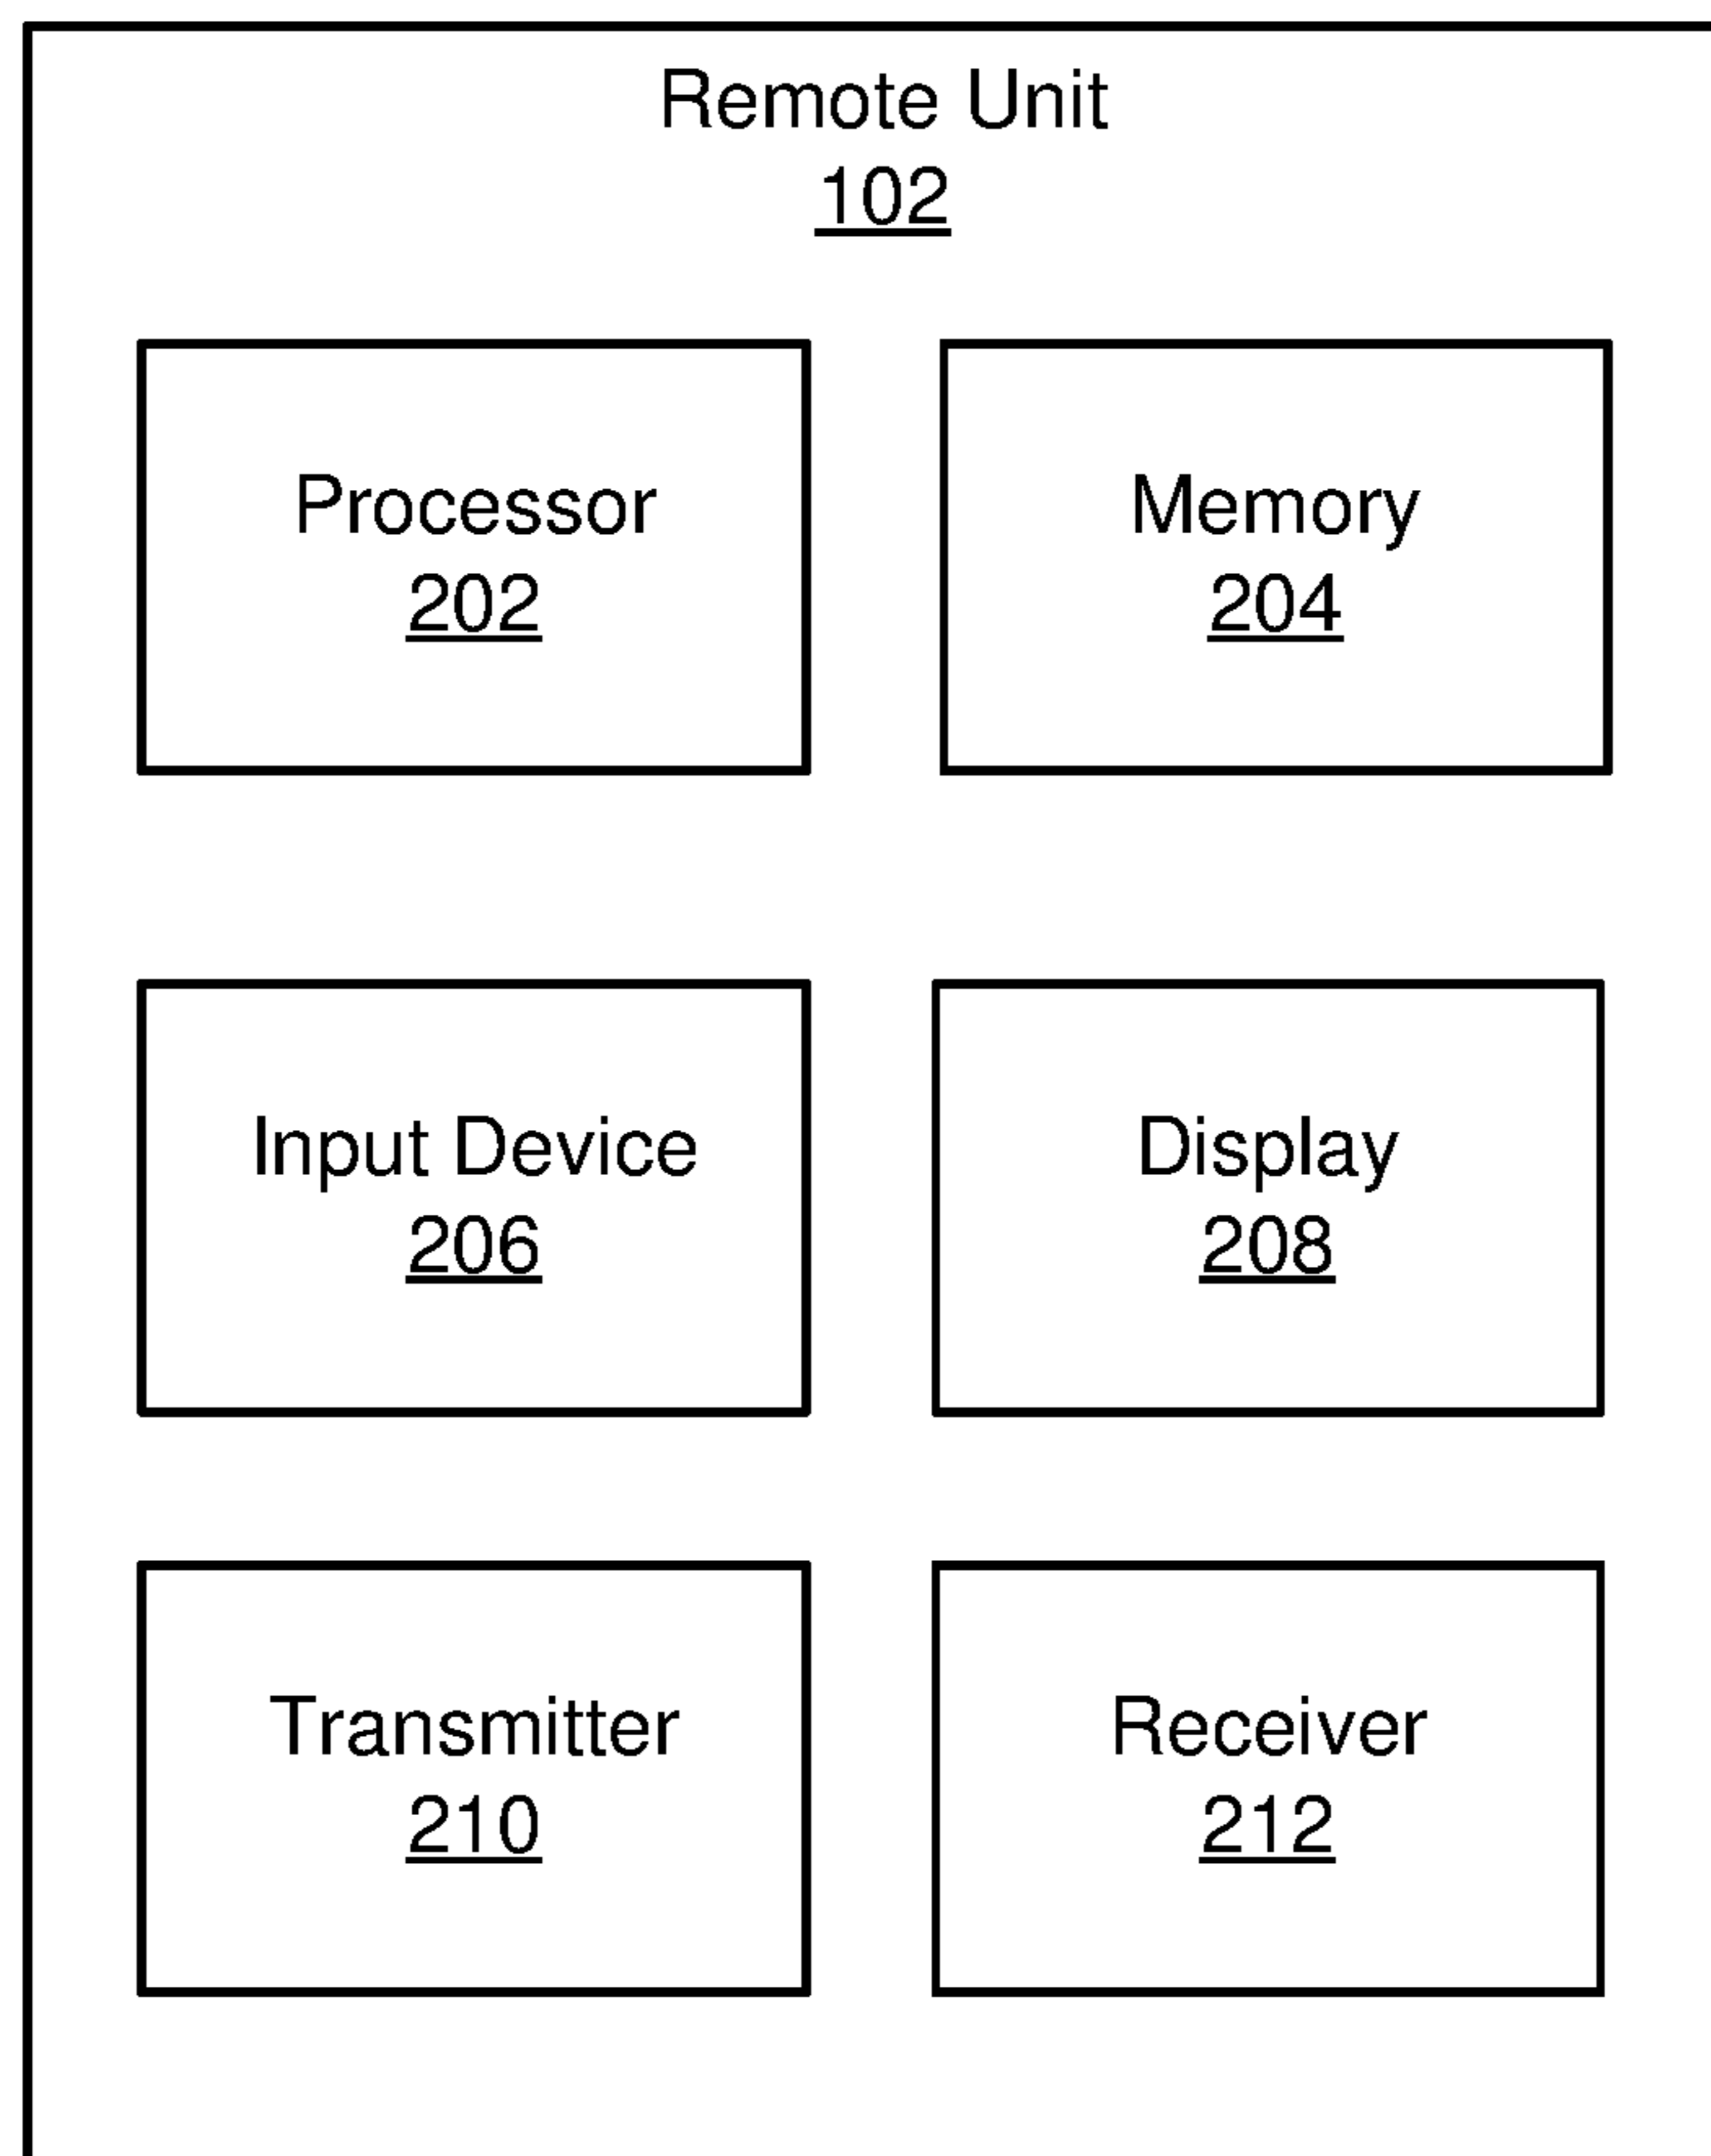 Remote Unit
102
Processor
202
Memory
204
Input Device
206
Display
208
Transmitter
210
Receiver
212